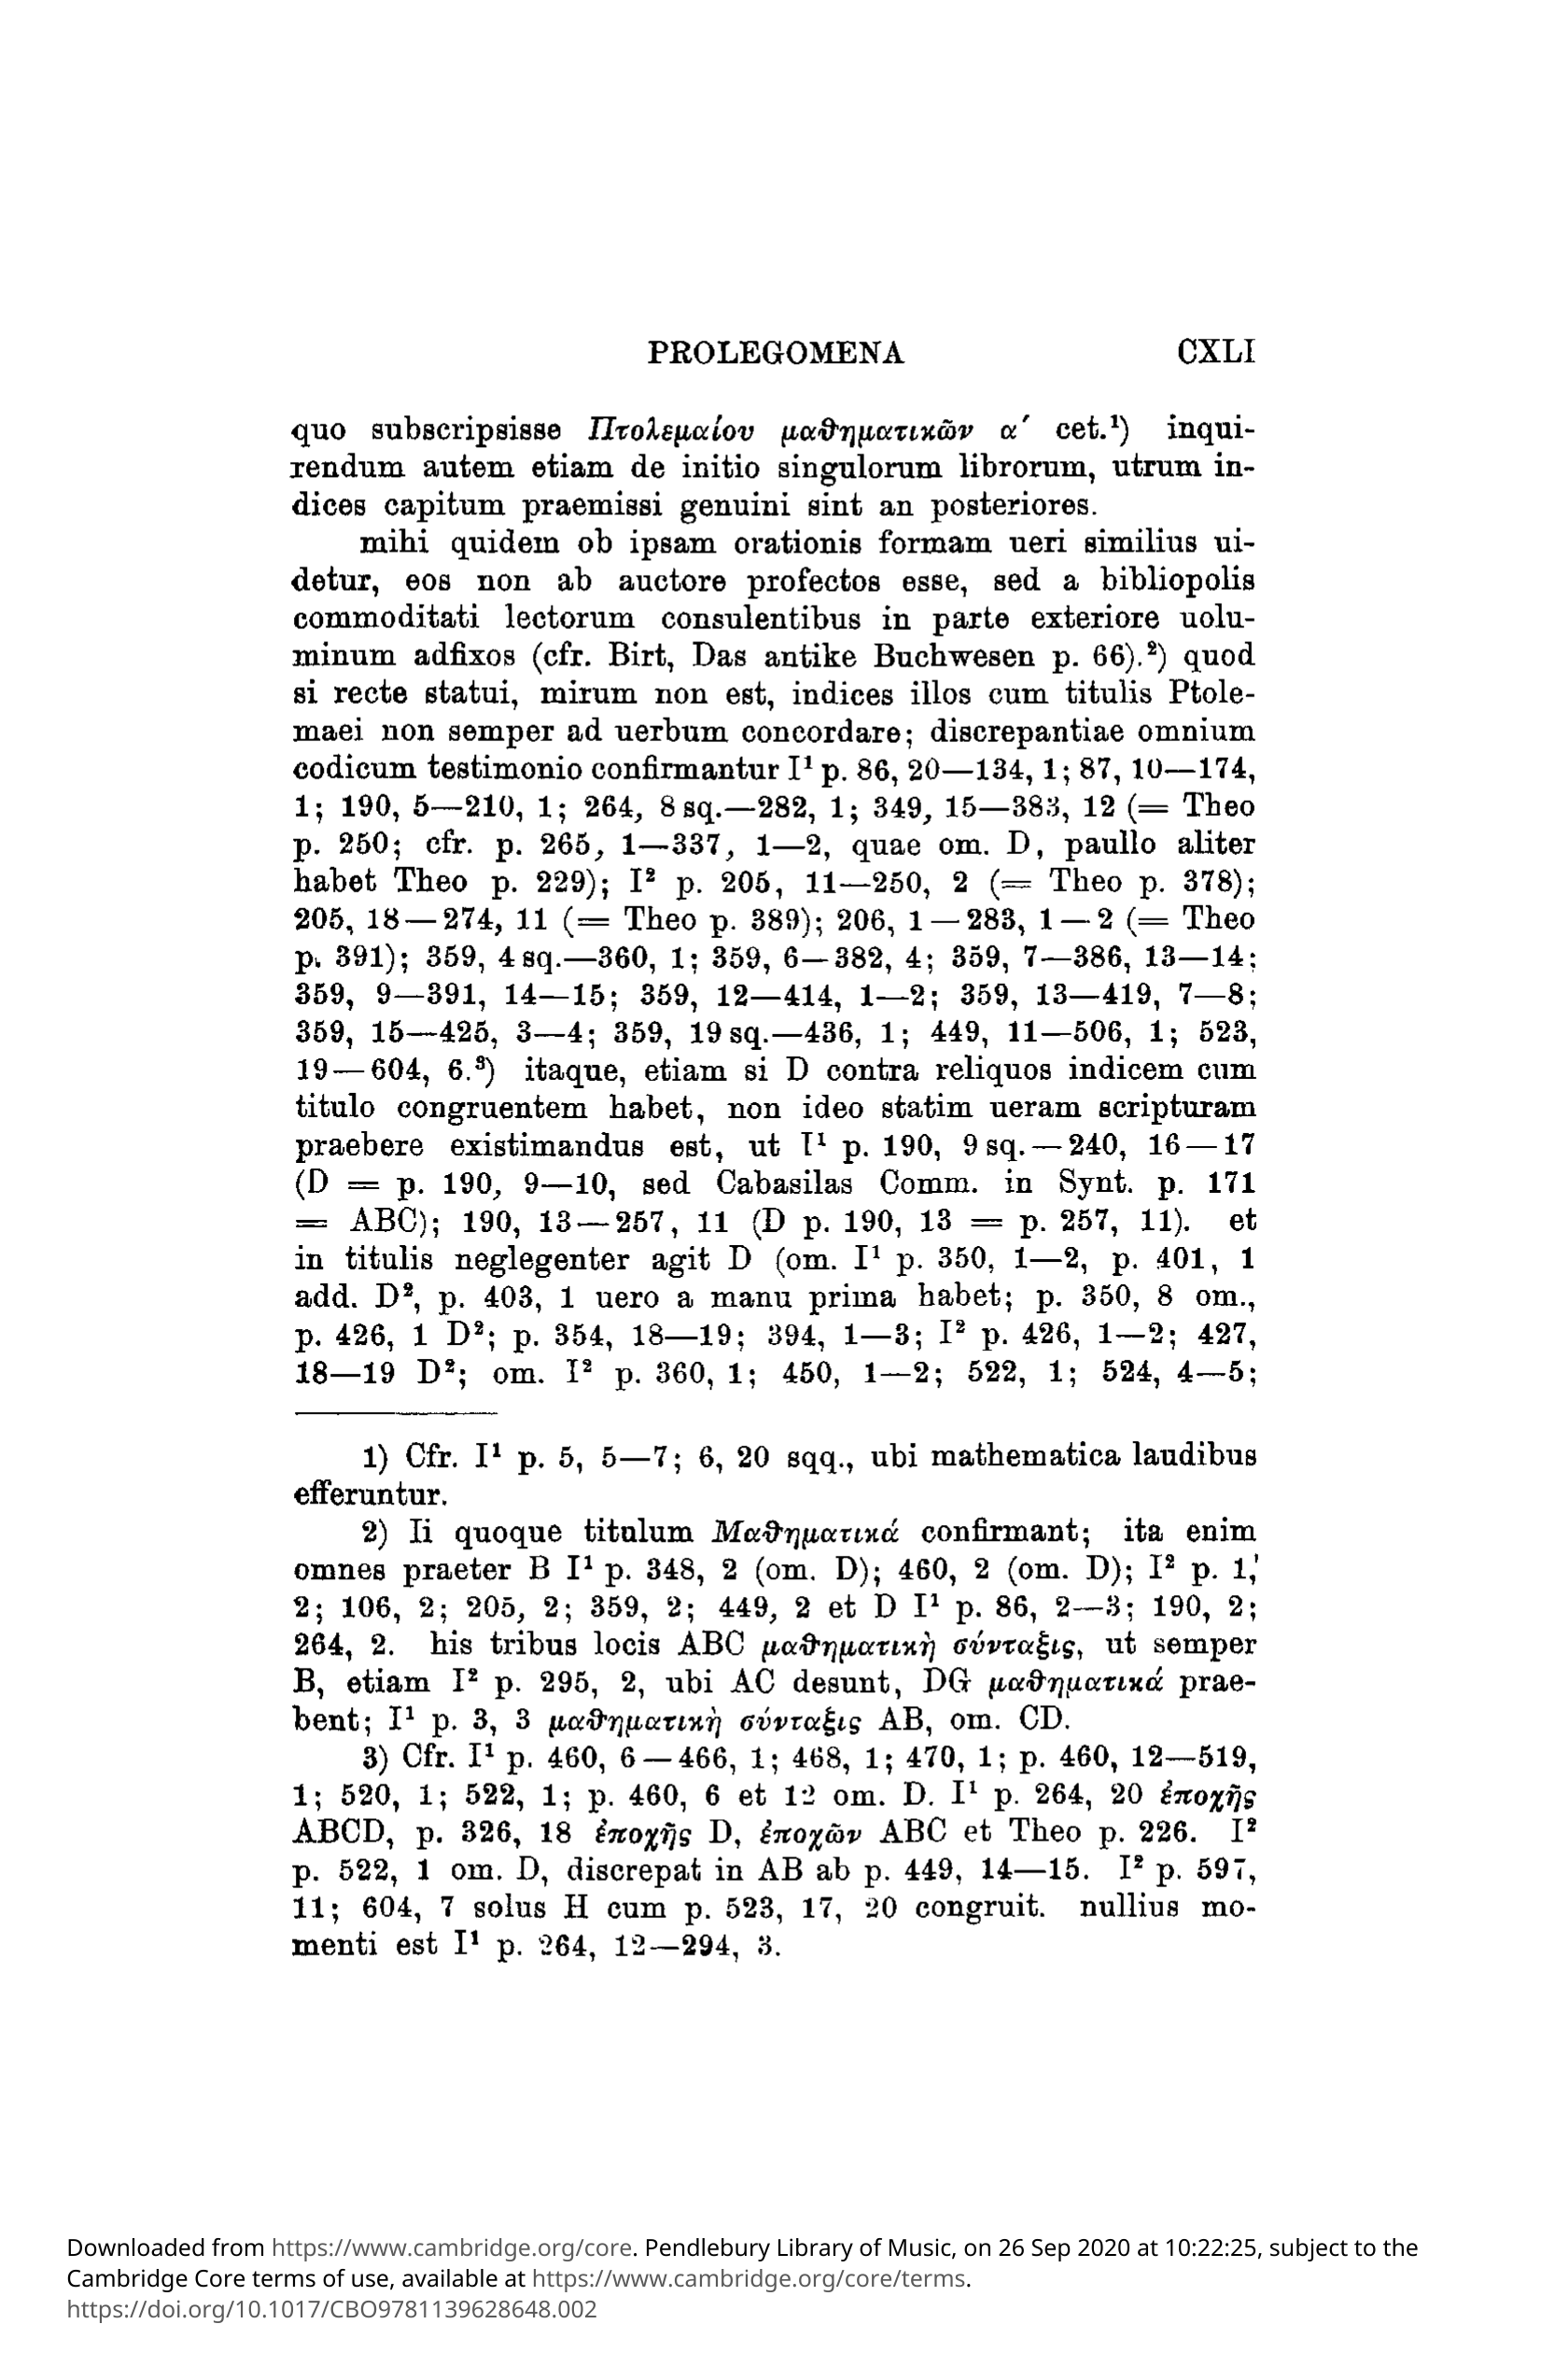 PROLEGOMENA CXLI
quo subscripsisse Πτολεμαίου μαθηματικῶν α´ cet.¹) inqui-
rendum autem etiam de initio singulorum librorum, utrum in-
dices capitum praemissi genuini sint an posteriores.
mihi quidem ob ipsam orationis formam ueri similius ui-
detur, eos non ab auctore profectos esse, sed a bibliopolis
commoditati lectorum consulentibus in parte exteriore uolu-
minum adfixos (cfr. Birt, Das antike Buchwesen p. 66).²) quod
si recte statui, mirum non est, indices illos cum titulis Ptole-
maei non semper ad uerbum concordare; discrepantiae omnium
codicum testimonio confirmantur I¹ p. 86, 20—134, 1; 87, 10—174,
1; 190, 5—210, 1; 264, 8 sq.—282, 1; 349, 15—383, 12 (= Theo
p. 250; cfr. p. 265, 1—337, 1—2, quae om. D, paullo aliter
habet Theo p. 229); I² p. 205, 11—250, 2 (= Theo p. 378);
205, 18—274, 11 (= Theo p. 389); 206, 1—283, 1—2 (= Theo
p. 391); 359, 4 sq.—360, 1; 359, 6—382, 4; 359, 7—386, 13—14;
359, 9—391, 14—15; 359, 12—414, 1—2; 359, 13—419, 7—8;
359, 15—425, 3—4; 359, 19 sq.—436, 1; 449, 11—506, 1; 523,
19—604, 6.³) itaque, etiam si D contra reliquos indicem cum
titulo congruentem habet, non ideo statim ueram scripturam
praebere existimandus est, ut I¹ p. 190, 9 sq.—240, 16—17
(D = p. 190, 9—10, sed Cabasilas Comm. in Synt. p. 171
= ABC); 190, 13—257, 11 (D p. 190, 13 = p. 257, 11). et
in titulis neglegenter agit D (om. I¹ p. 350, 1—2, p. 401, 1
add. D², p. 403, 1 uero a manu prima habet; p. 350, 8 om.,
p. 426, 1 D²; p. 354, 18—19; 394, 1—3; I² p. 426, 1—2; 427,
18—19 D²; om. I² p. 360, 1; 450, 1—2; 522, 1; 524, 4—5;
1) Cfr. I¹ p. 5, 5—7; 6, 20 sqq., ubi mathematica laudibus
efferuntur.
2) Ii quoque titulum Μαθηματικά confirmant; ita enim
omnes praeter B I¹ p. 348, 2 (om. D); 460, 2 (om. D); I² p. 1,
2; 106, 2; 205, 2; 359, 2; 449, 2 et D I¹ p. 86, 2—3; 190, 2;
264, 2. his tribus locis ABC μαθηματικὴ σύνταξις, ut semper
B, etiam I² p. 295, 2, ubi AC desunt, DG μαθηματικά prae-
bent; I¹ p. 3, 3 μαθηματικὴ σύνταξις AB, om. CD.
3) Cfr. I¹ p. 460, 6—466, 1; 468, 1; 470, 1; p. 460, 12—519,
1; 520, 1; 522, 1; p. 460, 6 et 12 om. D. I¹ p. 264, 20 ἐποχῆς
ABCD, p. 326, 18 ἐποχῆς D, ἐποχῶν ABC et Theo p. 226. I²
p. 522, 1 om. D, discrepat in AB ab p. 449, 14—15. I² p. 597,
11; 604, 7 solus H cum p. 523, 17, 20 congruit. nullius mo-
menti est I¹ p. 264, 12—294, 3.
Downloaded from https://www.cambridge.org/core. Pendlebury Library of Music, on 26 Sep 2020 at 10:22:25, subject to the
Cambridge Core terms of use, available at https://www.cambridge.org/core/terms.
https://doi.org/10.1017/CBO9781139628648.002